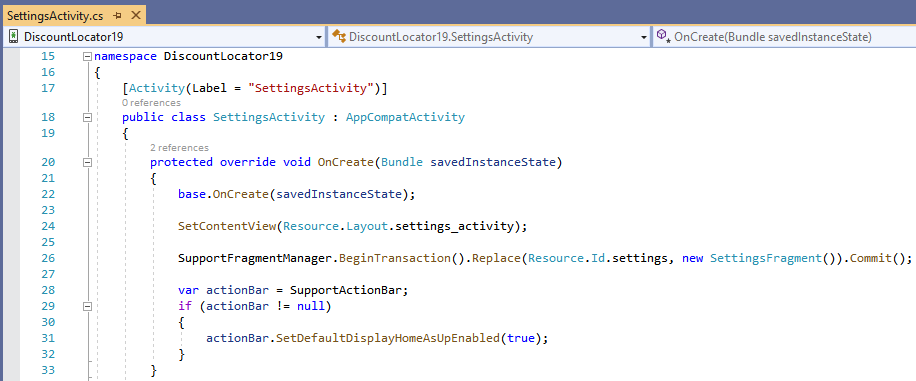 SettingsActivity.cs
DiscountLocator19 DiscountLocator19.SettingsActivity OnCreate(Bundle savedInstanceState)
15 namespace DiscountLocator19
16 {
17 [Activity(Label = "SettingsActivity")]
0 references
18 public class SettingsActivity : AppCompatActivity
19 {
2 references
20 protected override void OnCreate(Bundle savedInstanceState)
21 {
22 base.OnCreate(savedInstanceState);
23
24 SetContentView(Resource.Layout.settings_activity);
25
26 SupportFragmentManager.BeginTransaction().Replace(Resource.Id.settings, new SettingsFragment()).Commit();
27
28 var actionBar = SupportActionBar;
29 if (actionBar != null)
30 {
31 actionBar.SetDefaultDisplayHomeAsUpEnabled(true);
32 }
33 }